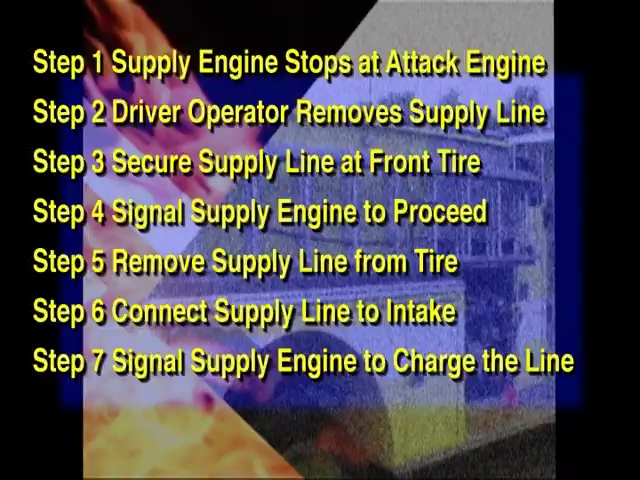 Step 1 Supply Engine Stops at Attack Engine
Step 2 Driver Operator Removes Supply Line
Step 3 Secure Supply Line at Front Tire
Step 4 Signal Supply Engine to Proceed
Step 5 Remove Supply Line from Tire
Step 6 Connect Supply Line to Intake
Step 7 Signal Supply Engine to Charge the Line